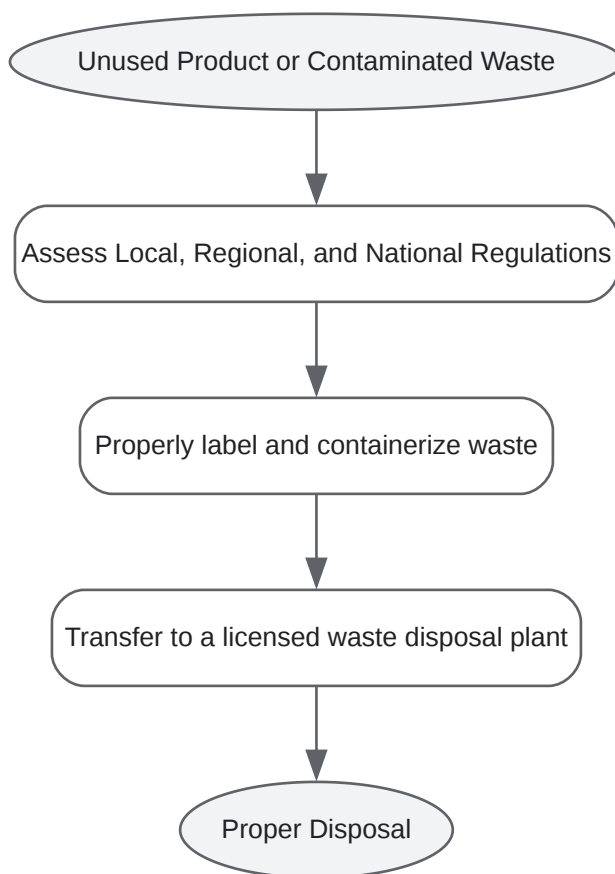 Unused Product or Contaminated Waste
Assess Local, Regional, and National Regulations
Properly label and containerize waste
Transfer to a licensed waste disposal plant
Proper Disposal